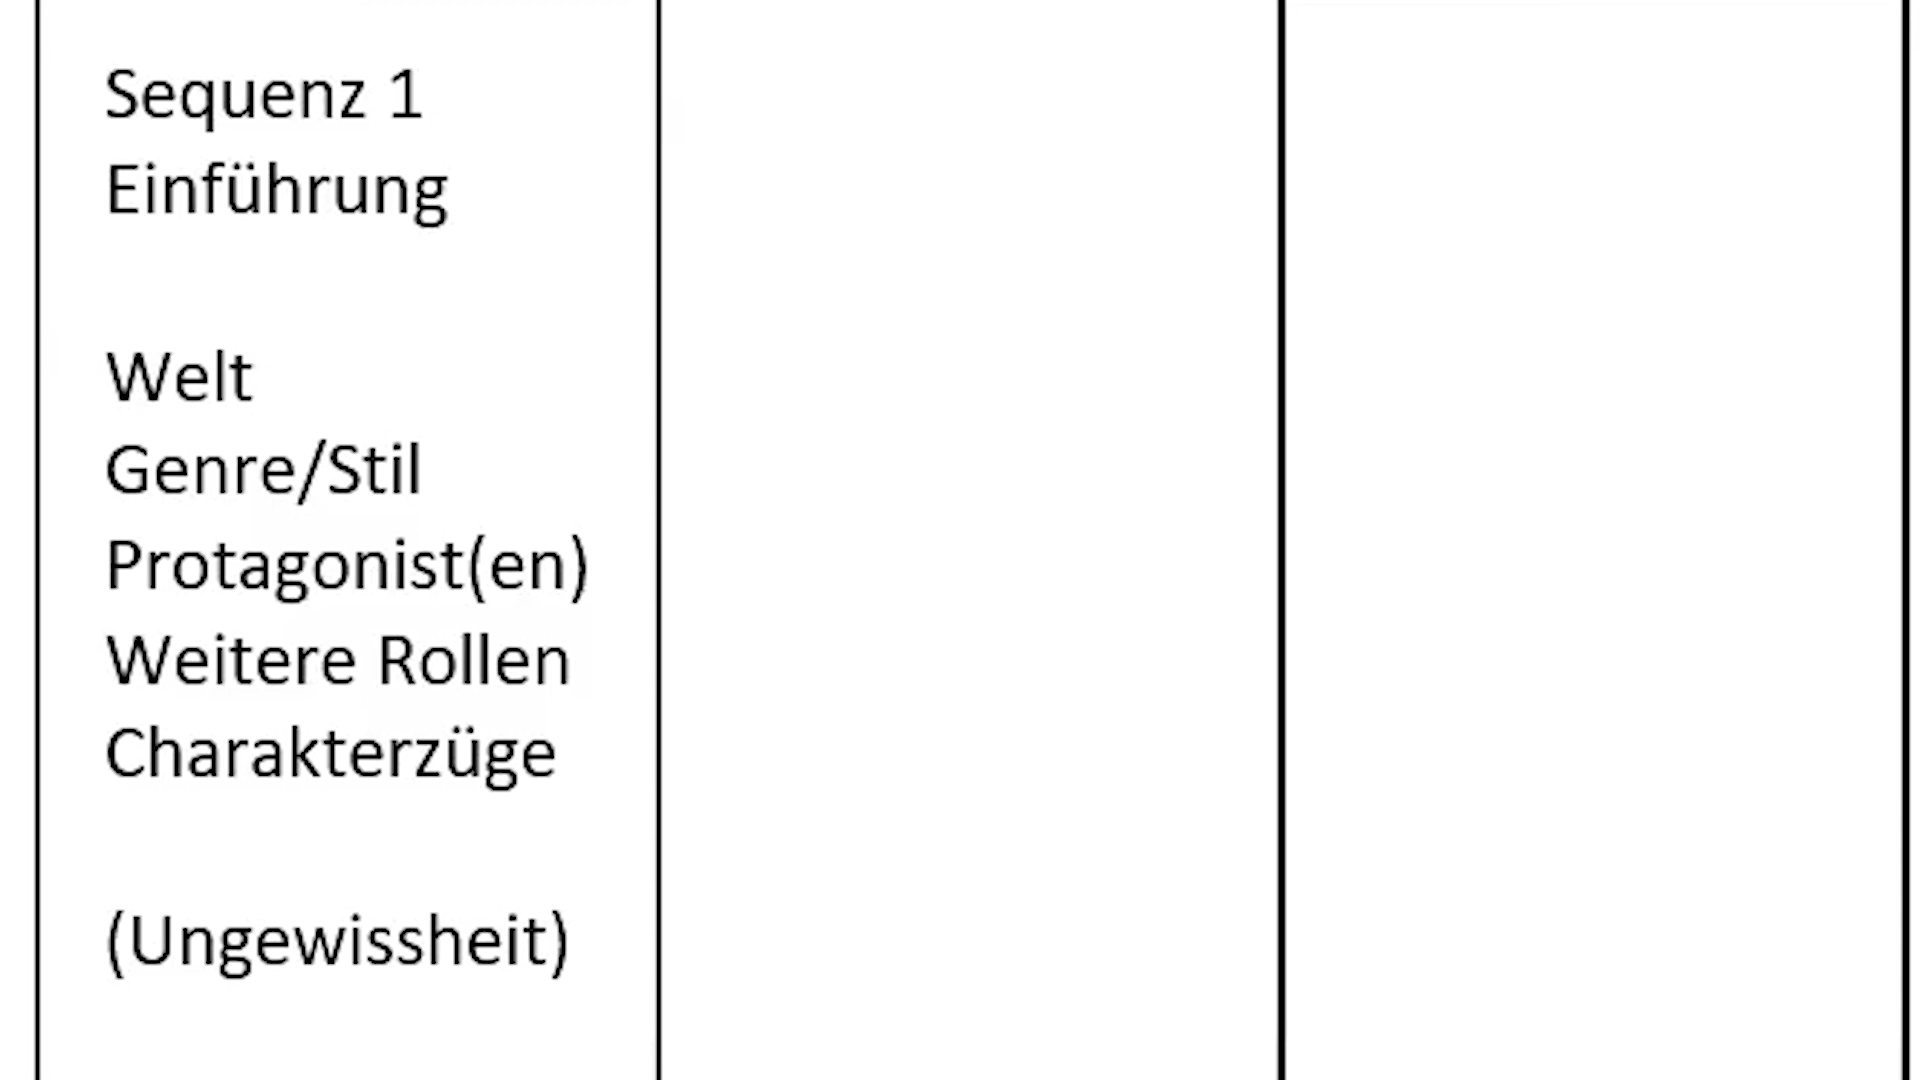 Sequenz 1
Einführung
Welt
Genre/Stil
Protagonist(en)
Weitere Rollen
Charakterzüge
(Ungewissheit)